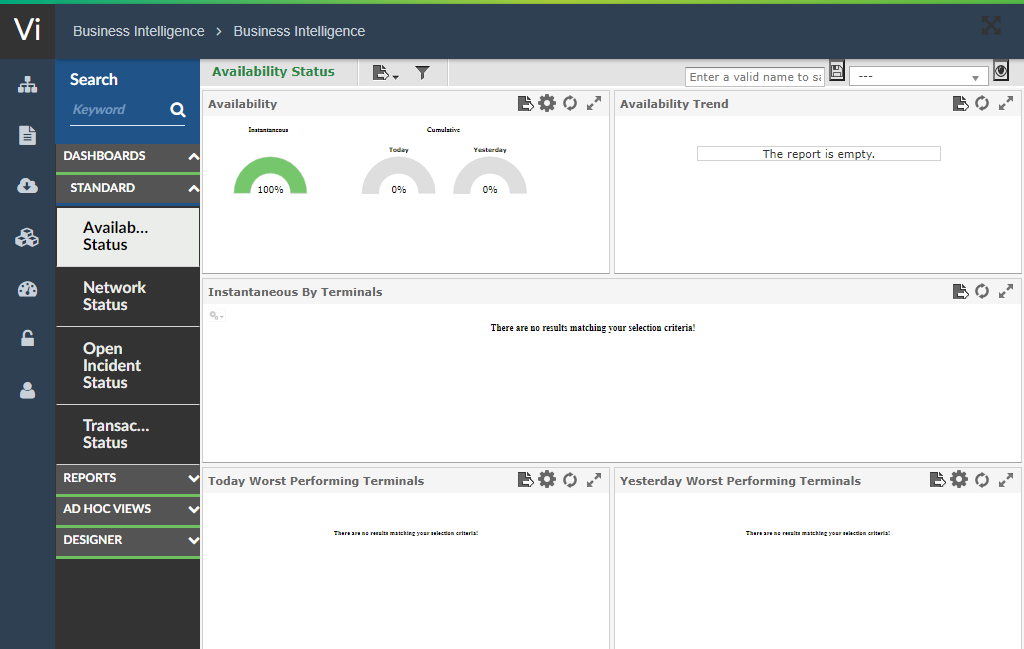 Vi
Business Intelligence > Business Intelligence
Search
Keyword
DASHBOARDS
STANDARD
Availab...
Status
Network
Status
Open
Incident
Status
Transac...
Status
REPORTS
AD HOC VIEWS
DESIGNER
Availability Status
Enter a valid name to sa
---
Availability
Instantaneous
Cumulative
Today
Yesterday
100%
0%
0%
Availability Trend
The report is empty.
Instantaneous By Terminals
There are no results matching your selection criteria!
Today Worst Performing Terminals
There are no results matching your selection criteria!
Yesterday Worst Performing Terminals
There are no results matching your selection criteria!